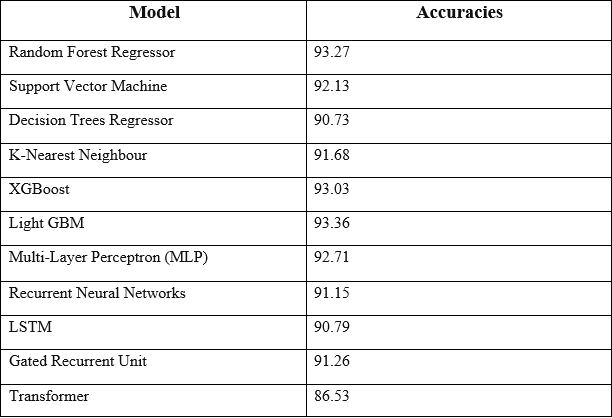 Model Accuracies
Random Forest Regressor 93.27
Support Vector Machine 92.13
Decision Trees Regressor 90.73
K-Nearest Neighbour 91.68
XGBoost 93.03
Light GBM 93.36
Multi-Layer Perceptron (MLP) 92.71
Recurrent Neural Networks 91.15
LSTM 90.79
Gated Recurrent Unit 91.26
Transformer 86.53